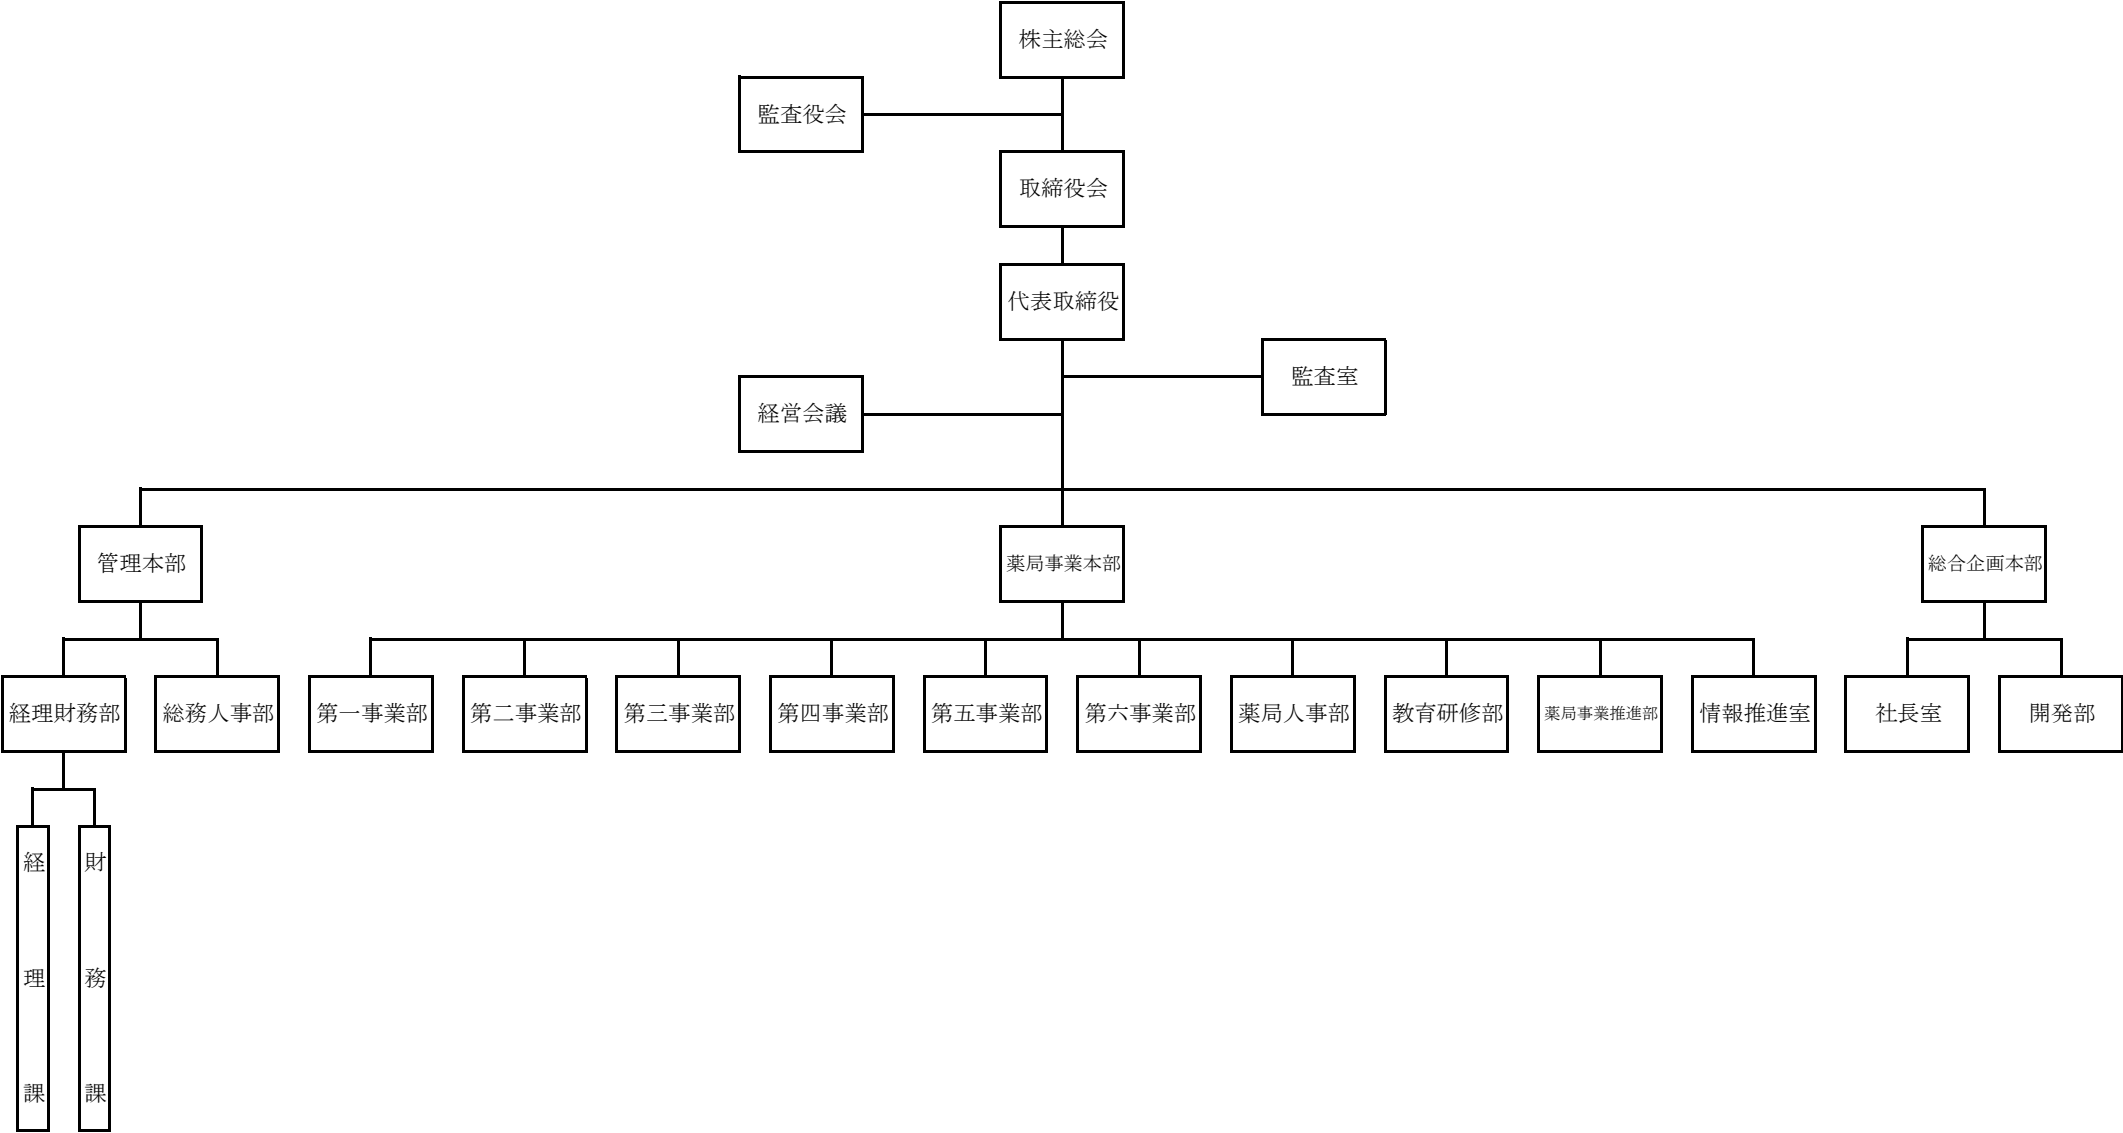 株主総会
監査役会
取締役会
代表取締役
監査室
経営会議
管理本部
薬局事業本部
総合企画本部
経理財務部
総務人事部
第一事業部
第二事業部
第三事業部
第四事業部
第五事業部
第六事業部
薬局人事部
教育研修部
薬局事業推進部
情報推進室
社長室
開発部
経理課
財務課